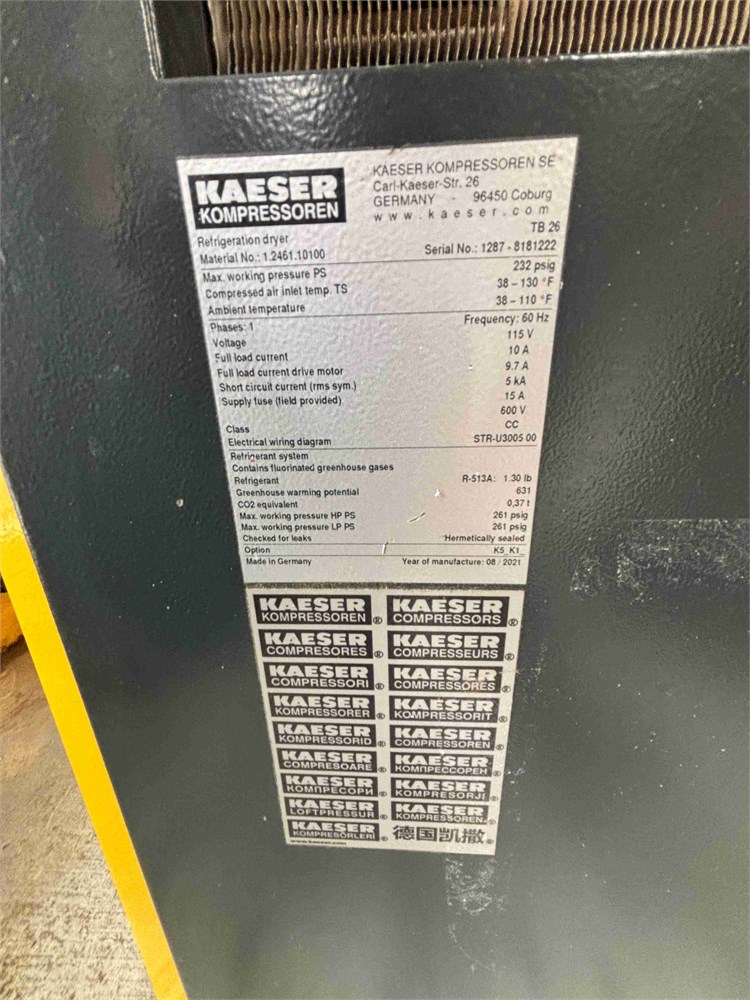 KAESER
KOMPRESSOREN
KAESER KOMPRESSOREN SE
Carl-Kaeser-Str. 26
GERMANY - 96450 Coburg
www.kaeser.com
TB 26
Refrigeration dryer
Material No.: 1.2461.10100 Serial No.: 1287 - 8181222
Max. working pressure PS 232 psig
Compressed air inlet temp. TS 38 – 130 °F
Ambient temperature 38 – 110 °F
Phases: 1 Frequency: 60 Hz
Voltage 115 V
Full load current 10 A
Full load current drive motor 9.7 A
Short circuit current (rms sym.) 5 kA
Supply fuse (field provided) 15 A
600 V
Class CC
Electrical wiring diagram STR-U3005 00
Refrigerant system
Contains fluorinated greenhouse gases
Refrigerant R-513A: 1.30 lb
Greenhouse warming potential 631
CO2 equivalent 0,37 t
Max. working pressure HP PS 261 psig
Max. working pressure LP PS 261 psig
Checked for leaks Hermetically sealed
Option K5_K1_
Made in Germany Year of manufacture: 08 / 2021
KAESER KAESER
KOMPRESSOREN® COMPRESSORS®
KAESER KAESER
COMPRESORES® COMPRESSEURS®
KAESER KAESER
COMPRESSORI® COMPRESSORES®
KAESER KAESER
KOMPRESSORER® KOMPRESSORIT®
KAESER KAESER
KOMPRESSORID® COMPRESSOREN®
KAESER KAESER
COMPRESOARE® КОМПРЕССОРЕН®
KAESER KAESER
КОМПРЕСОРИ® KOMPRESORJI®
KAESER KAESER
LOFTPRESSUR® KOMPRESSOREN®
KAESER 德国凯撒®
KOMPRESÖRLERI®
www.kaeser.com